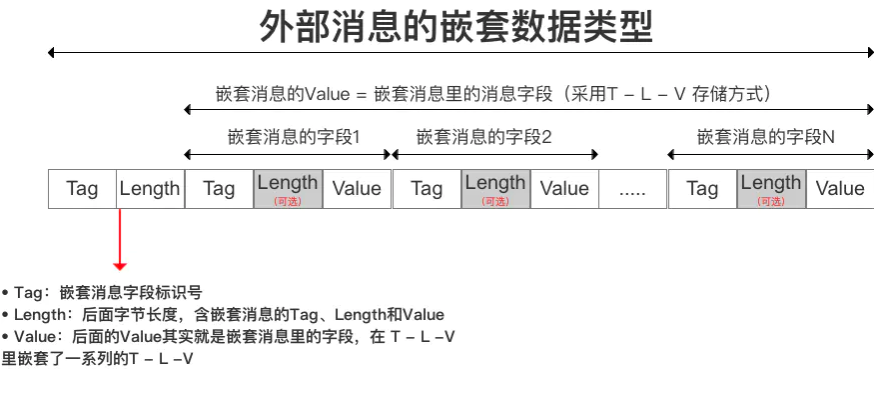 外部消息的嵌套数据类型
嵌套消息的Value = 嵌套消息里的消息字段（采用T – L – V 存储方式）
嵌套消息的字段1 嵌套消息的字段2 嵌套消息的字段N
Tag Length Tag Length Value Tag Length Value ..... Tag Length Value
(可选) (可选) (可选)
• Tag：嵌套消息字段标识号
• Length：后面字节长度，含嵌套消息的Tag、Length和Value
• Value：后面的Value其实就是嵌套消息里的字段，在 T – L –V
里嵌套了一系列的T – L –V